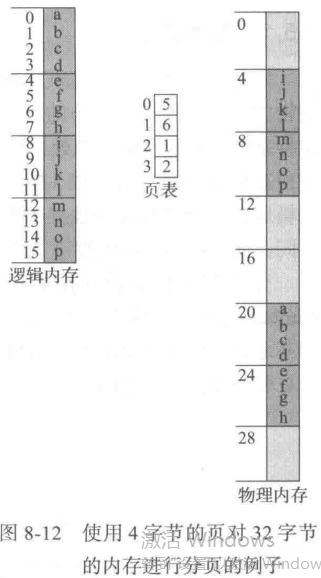 0 a
1 b
2 c
3 d
4 e
5 f
6 g
7 h
8 i
9 j
10 k
11 l
12 m
13 n
14 o
15 p
逻辑内存
0 5
1 6
2 1
3 2
页表
0
4 i
j
k
l
8 m
n
o
p
12
16
20 a
b
c
d
24 e
f
g
h
28
物理内存
图 8-12 使用 4 字节的页对 32 字节
的内存进行分页的例子
激活 Windows
Windows